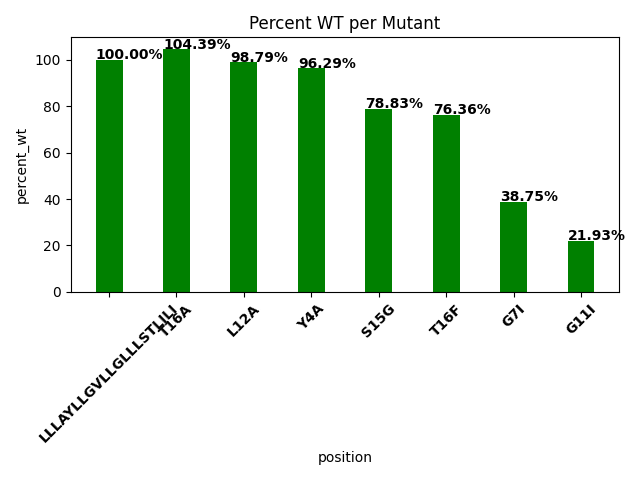 Percent WT per Mutant
percent_wt
100
80
60
40
20
0
100.00%
104.39%
98.79%
96.29%
78.83%
76.36%
38.75%
21.93%
LLLAYLLGVLLGLLLSTLILI
T16A
L12A
Y4A
S15G
T16F
G7I
G11I
position